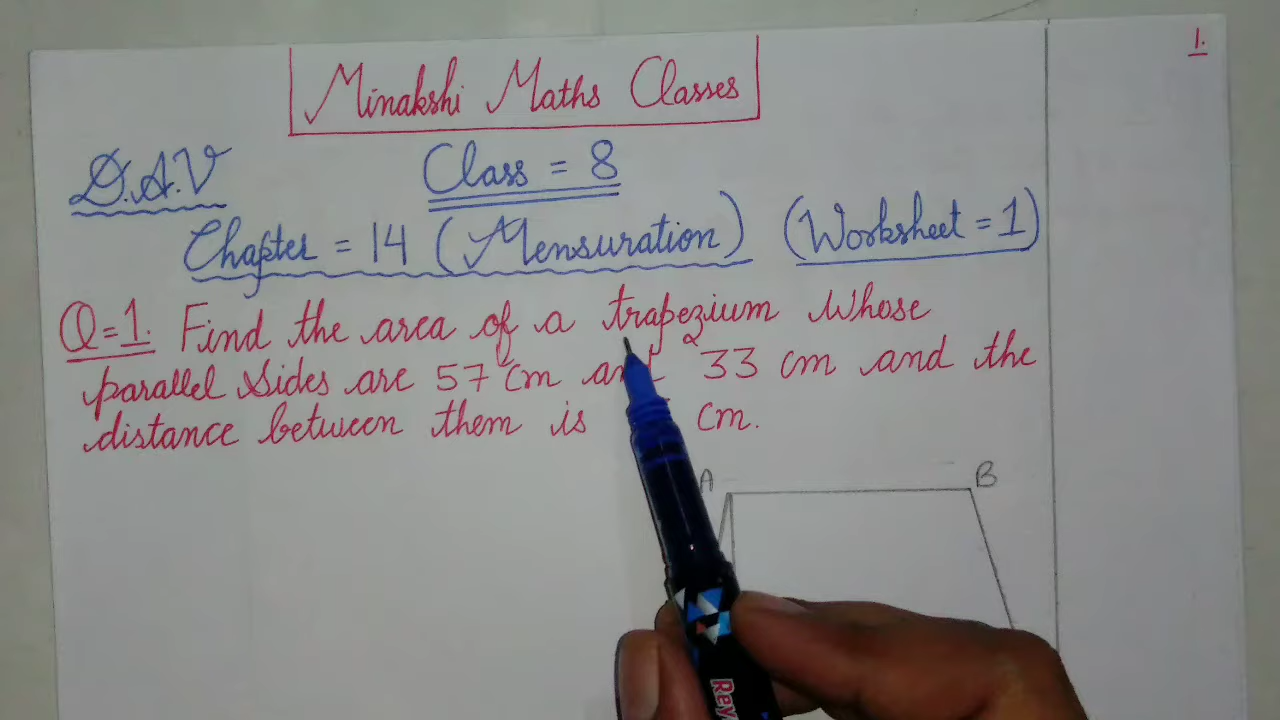 1.
Minakshi Maths Classes
D.A.V Class = 8
Chapter = 14 (Mensuration) (Worksheet = 1)
Q=1. Find the area of a trapezium whose
parallel sides are 57 cm and 33 cm and the
distance between them is cm.
A B